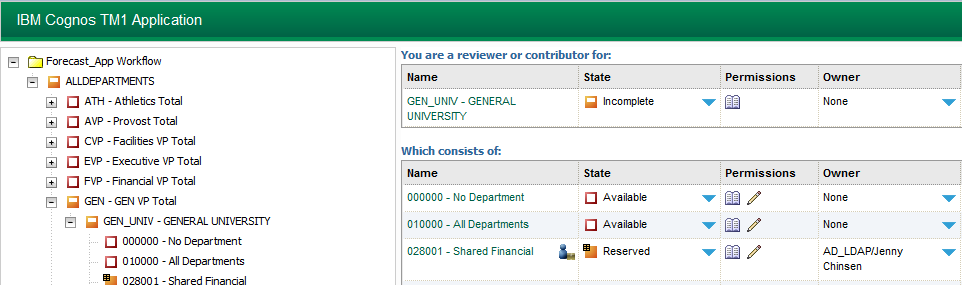 IBM Cognos TM1 Application
Forecast_App Workflow
ALLDEPARTMENTS
ATH - Athletics Total
AVP - Provost Total
CVP - Facilities VP Total
EVP - Executive VP Total
FVP - Financial VP Total
GEN - GEN VP Total
GEN_UNIV - GENERAL UNIVERSITY
000000 - No Department
010000 - All Departments
028001 - Shared Financial
You are a reviewer or contributor for:
Name State Permissions Owner
GEN_UNIV - GENERAL Incomplete None
UNIVERSITY
Which consists of:
Name State Permissions Owner
000000 - No Department Available None
010000 - All Departments Available None
028001 - Shared Financial Reserved AD_LDAP/Jenny
Chinsen